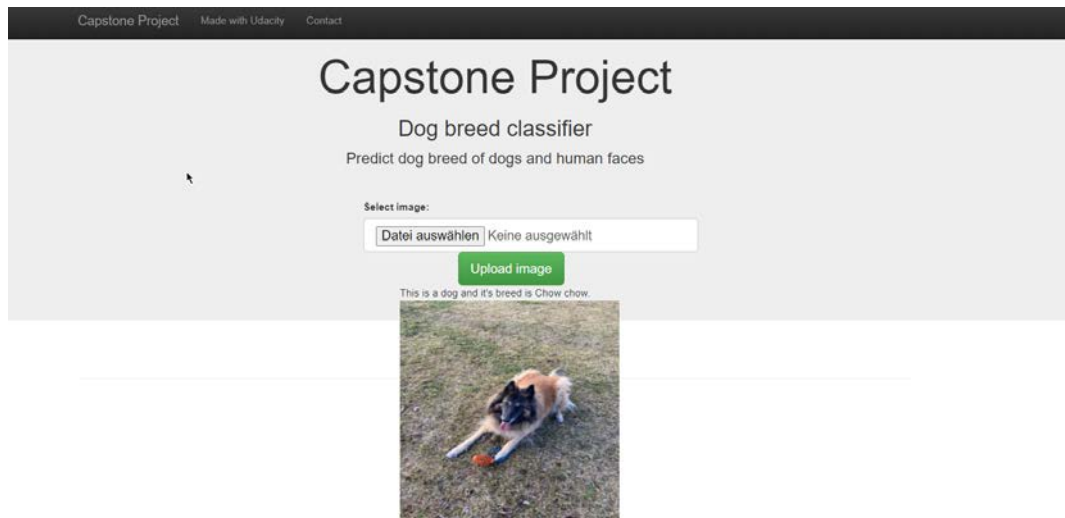 Capstone Project Made with Udacity Contact
Capstone Project
Dog breed classifier
Predict dog breed of dogs and human faces
Select image:
Datei auswählen Keine ausgewählt
Upload image
This is a dog and it's breed is Chow chow.